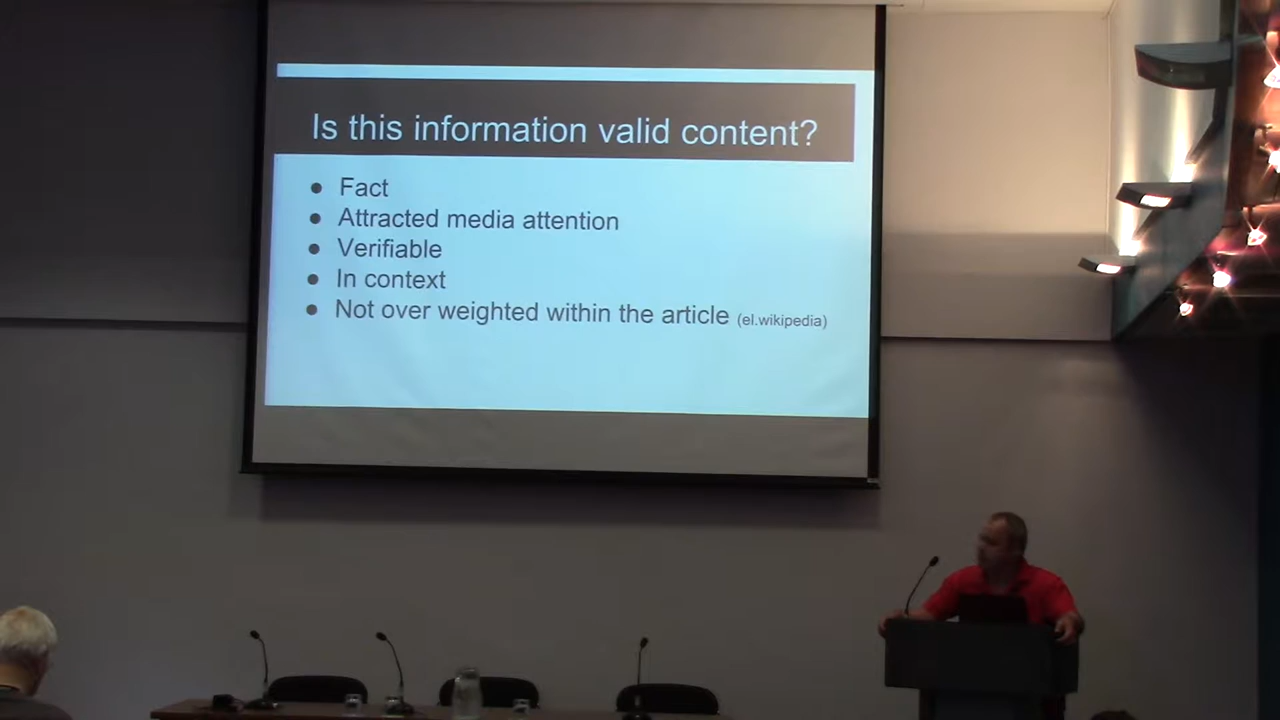 Is this information valid content?
● Fact
● Attracted media attention
● Verifiable
● In context
● Not over weighted within the article (el.wikipedia)